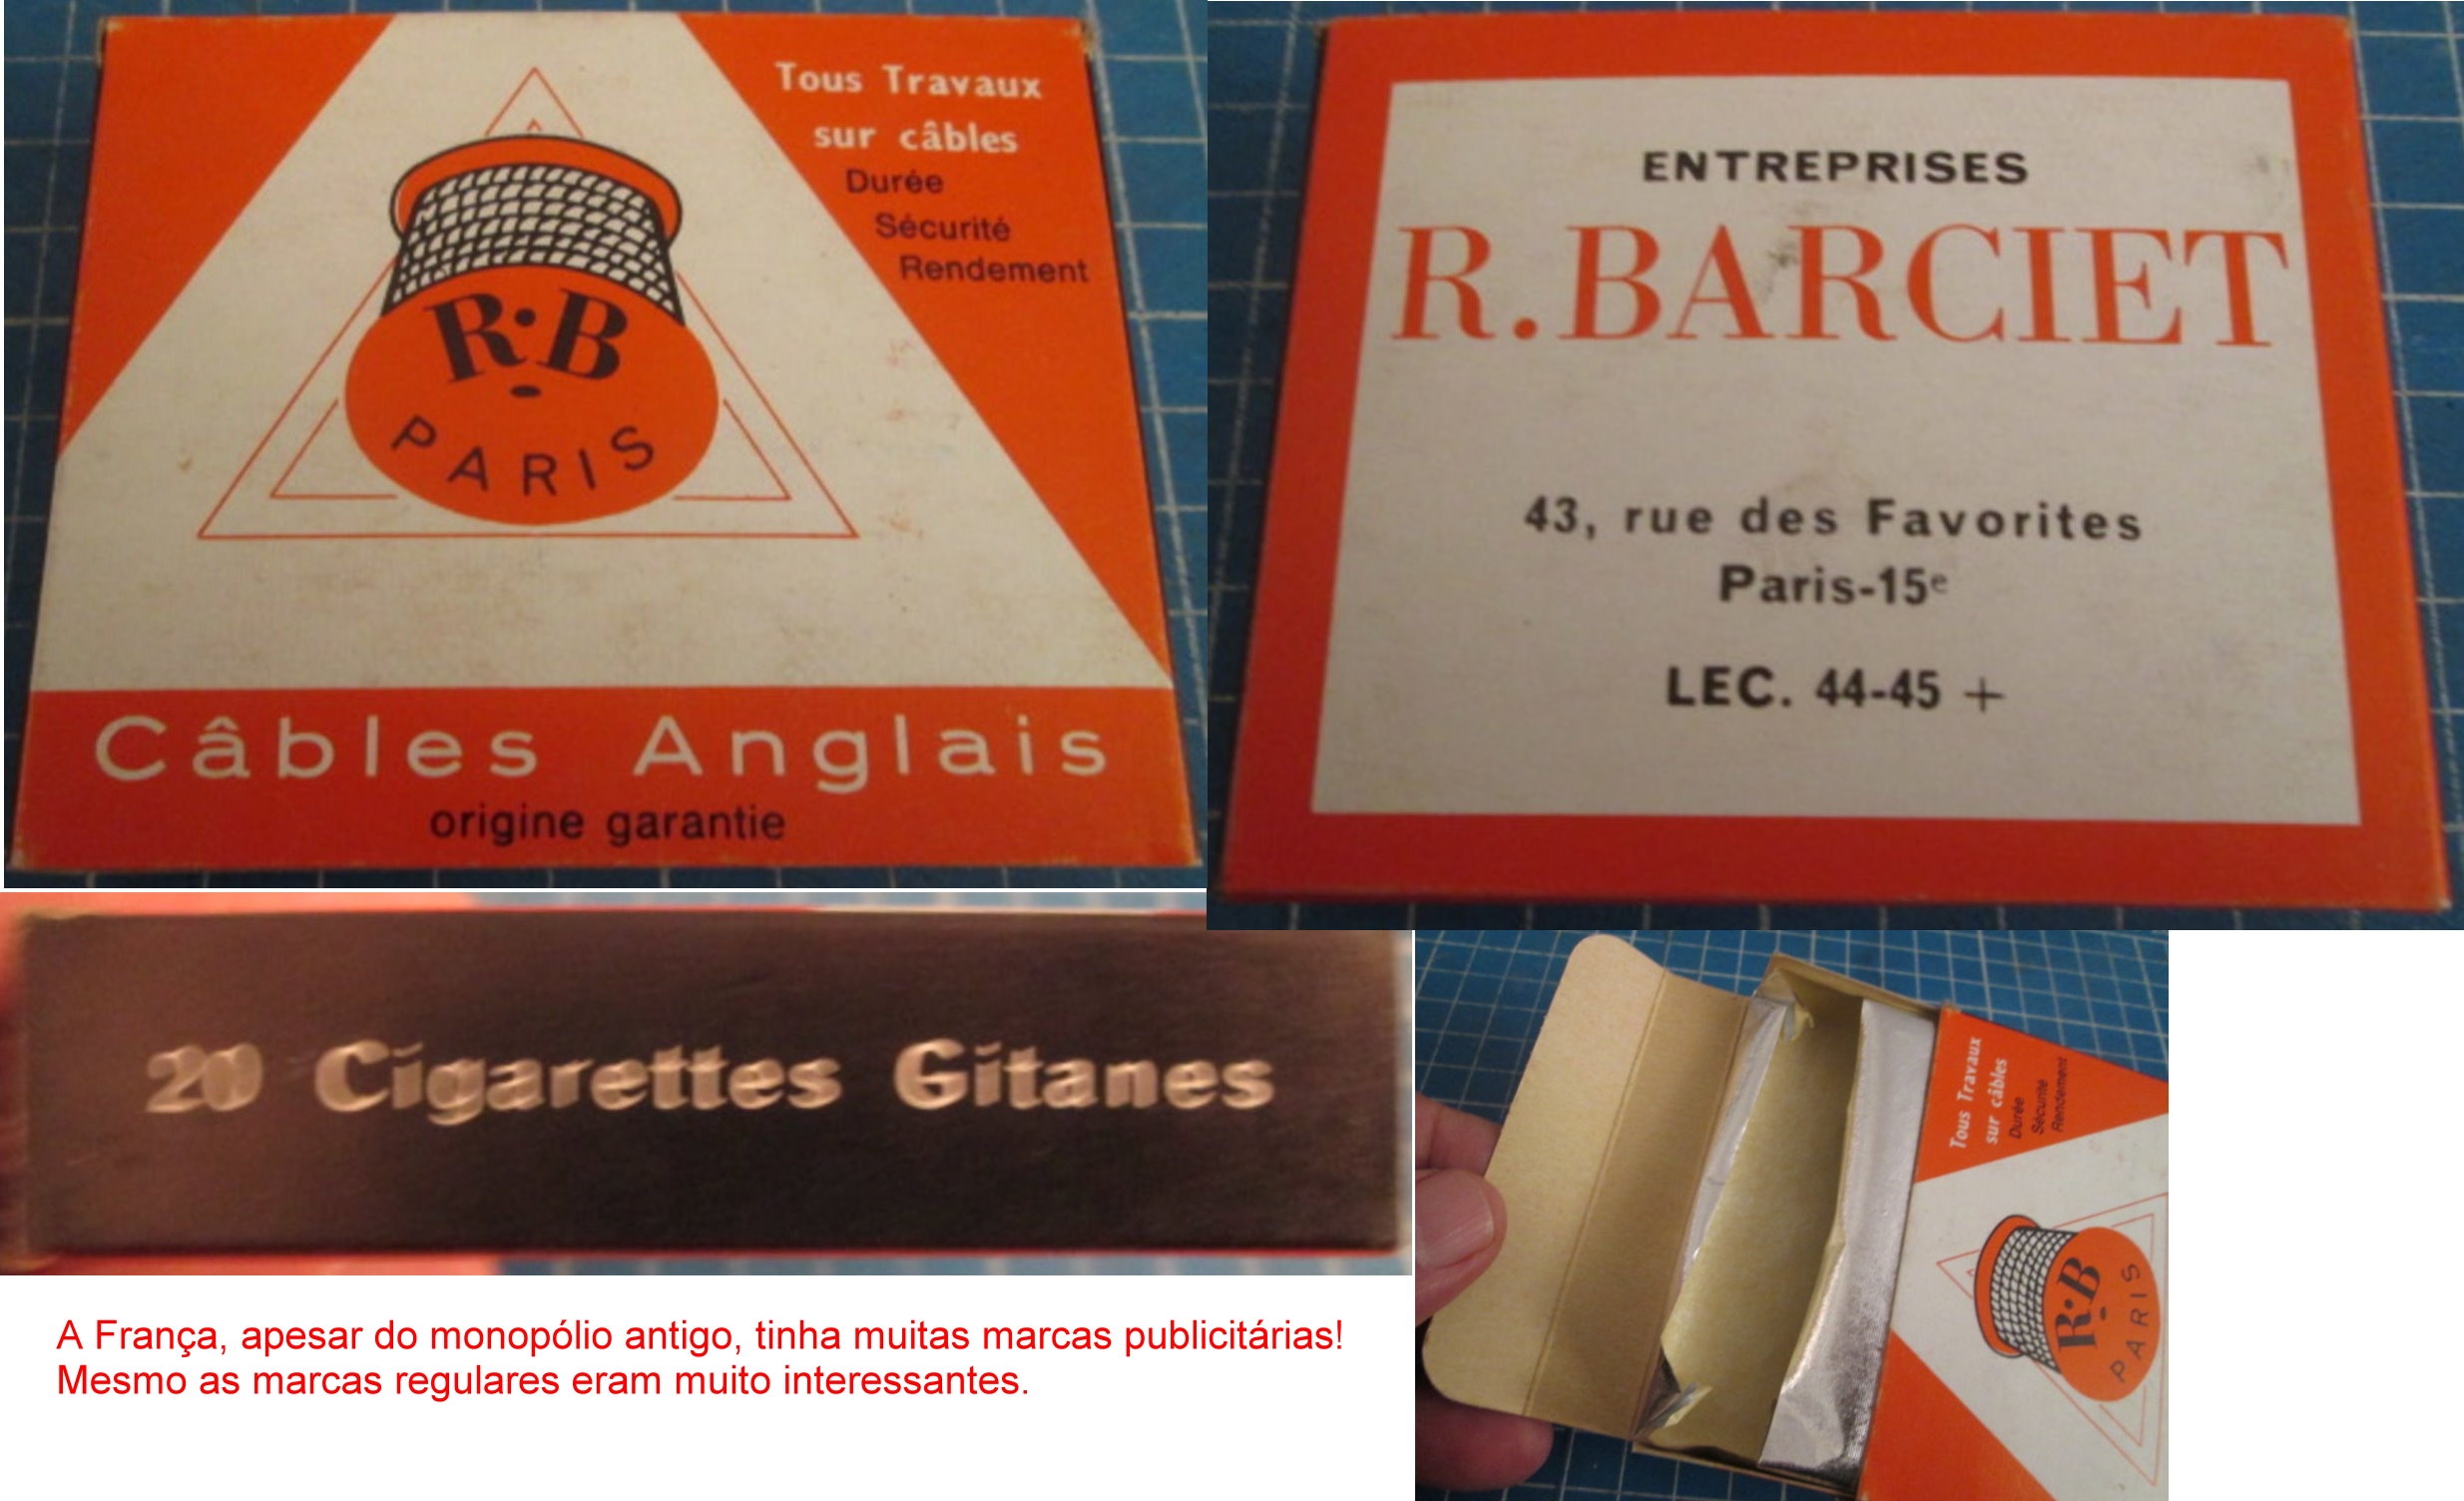 Tous Travaux
sur câbles
Durée
Sécurité
Rendement
R·B
PARIS
Câbles Anglais
origine garantie
ENTREPRISES
R.BARCIET
43, rue des Favorites
Paris-15e
LEC. 44-45 +
20 Cigarettes Gitanes
Tous Travaux
sur câbles
Durée
Sécurité
Rendement
R·B
PARIS
A França, apesar do monopólio antigo, tinha muitas marcas publicitárias!
Mesmo as marcas regulares eram muito interessantes.